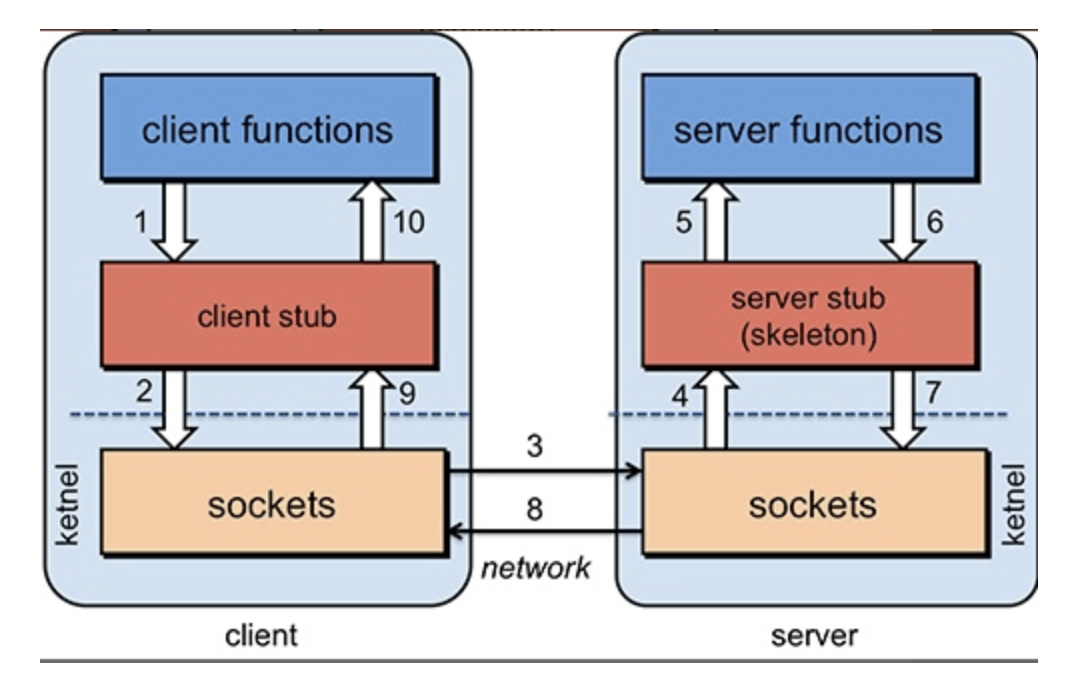 client functions
server functions
1
10
5
6
client stub
server stub
(skeleton)
2
9
4
7
3
ketnel
sockets
8
sockets
ketnel
network
client
server